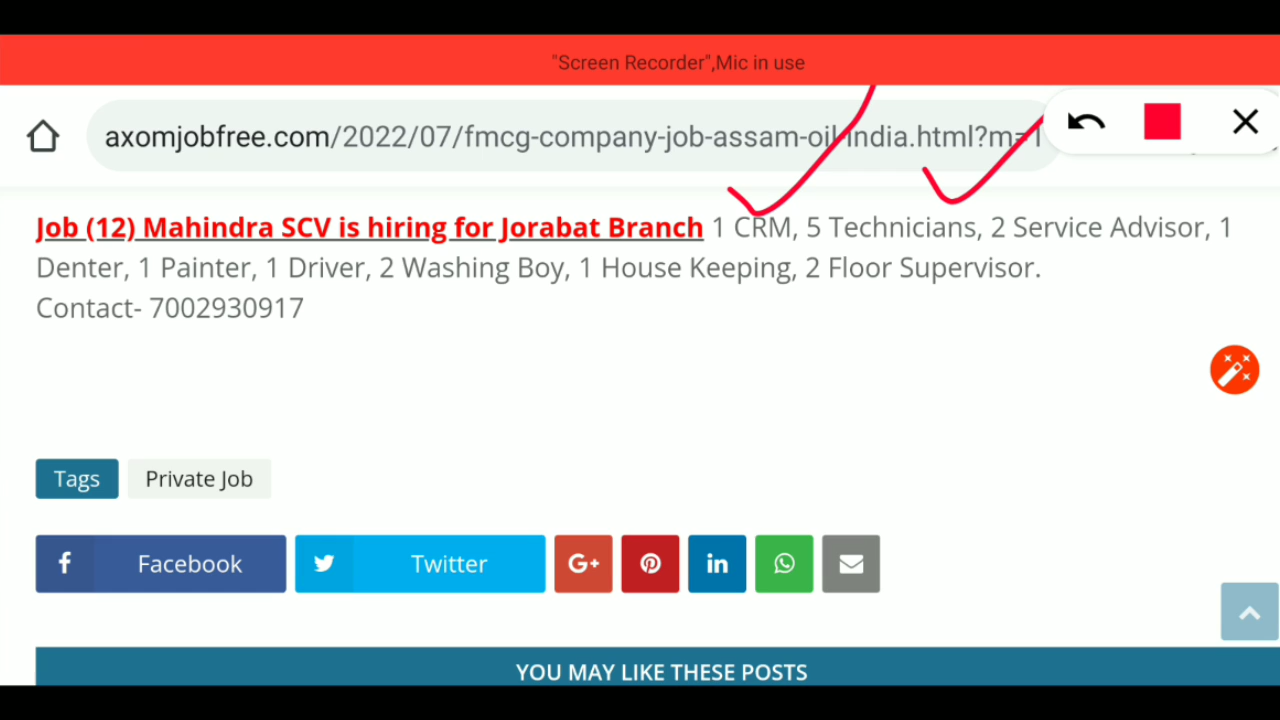 "Screen Recorder",Mic in use
axomjobfree.com/2022/07/fmcg-company-job-assam-oil-india.html?m=1
Job (12) Mahindra SCV is hiring for Jorabat Branch 1 CRM, 5 Technicians, 2 Service Advisor, 1
Denter, 1 Painter, 1 Driver, 2 Washing Boy, 1 House Keeping, 2 Floor Supervisor.
Contact- 7002930917
Tags Private Job
f Facebook Twitter G+ in
YOU MAY LIKE THESE POSTS